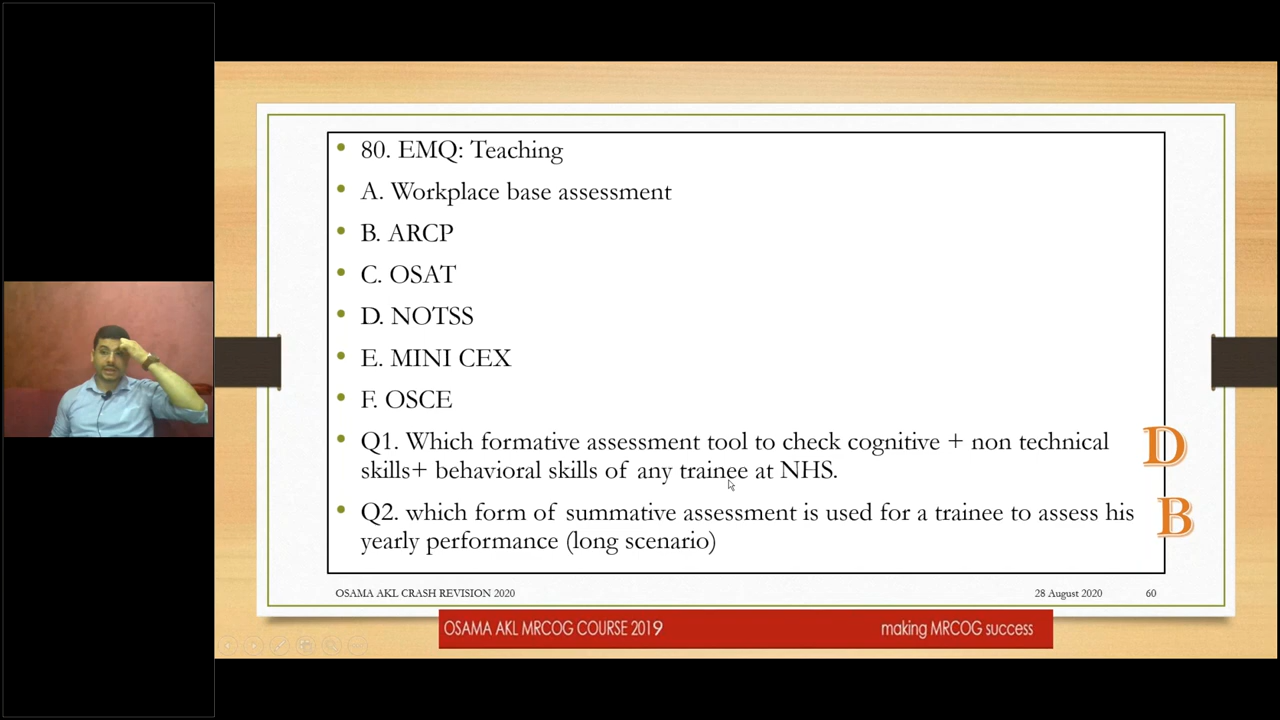 80. EMQ: Teaching
A. Workplace base assessment
B. ARCP
C. OSAT
D. NOTSS
E. MINI CEX
F. OSCE
Q1. Which formative assessment tool to check cognitive + non technical
skills+ behavioral skills of any trainee at NHS.
D
Q2. which form of summative assessment is used for a trainee to assess his
yearly performance (long scenario)
B
OSAMA AKL CRASH REVISION 2020 28 August 2020 60
OSAMA AKL MRCOG COURSE 2019 making MRCOG success